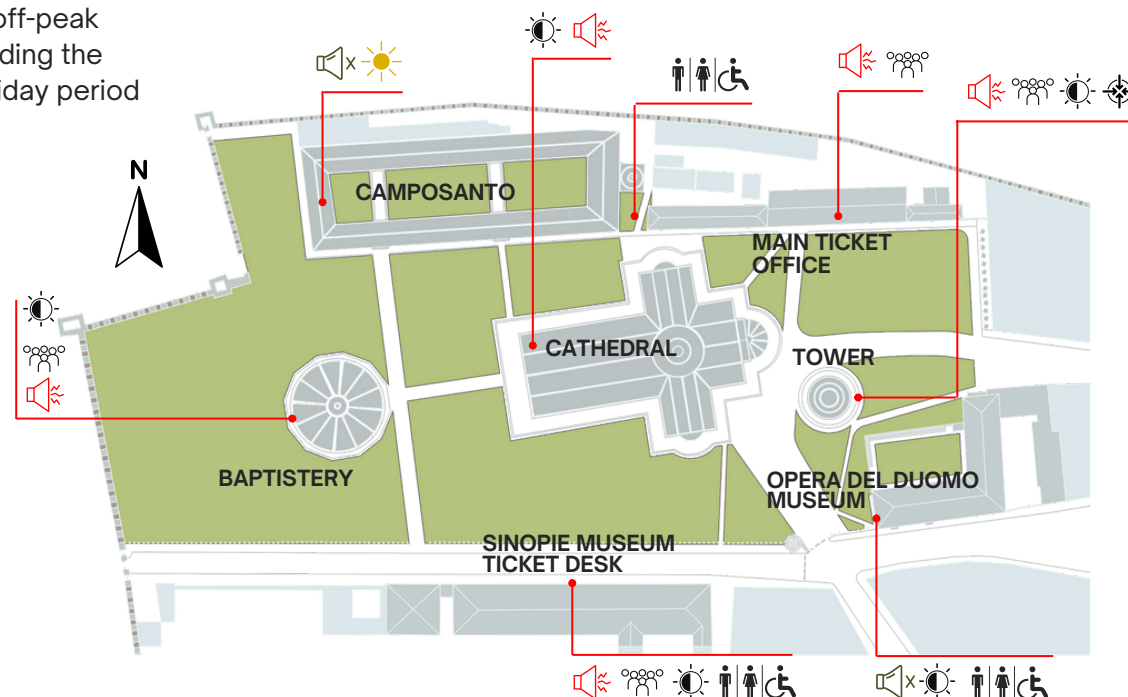 off-peak
ding the
iday period
N
CAMPOSANTO
MAIN TICKET
OFFICE
CATHEDRAL
TOWER
BAPTISTERY
OPERA DEL DUOMO
MUSEUM
SINOPIE MUSEUM
TICKET DESK